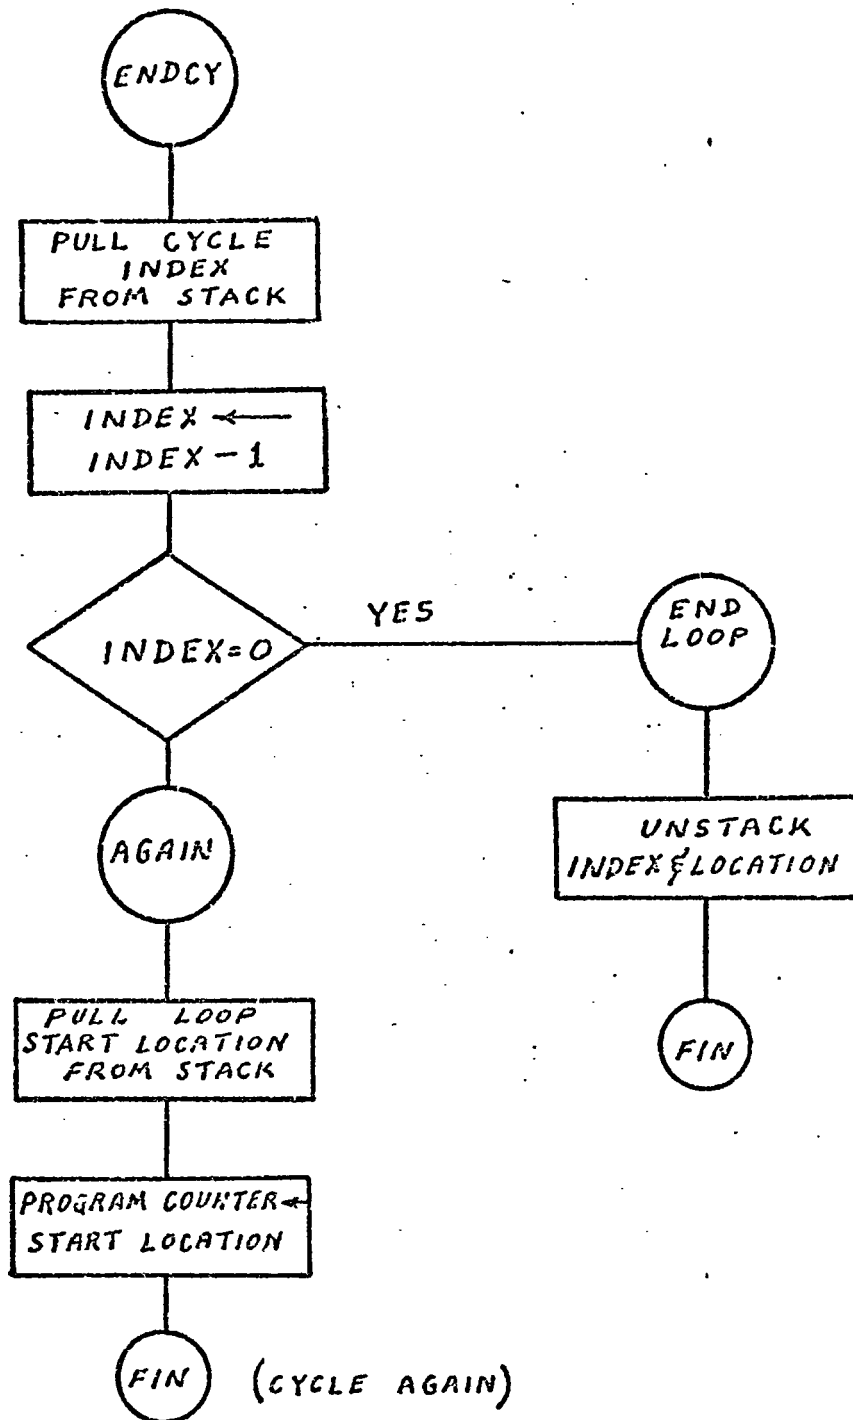 ENDCY
PULL CYCLE
INDEX
FROM STACK
INDEX ←
INDEX - 1
INDEX = 0
YES
END
LOOP
UNSTACK
INDEX & LOCATION
FIN
AGAIN
PULL LOOP
START LOCATION
FROM STACK
PROGRAM COUNTER ←
START LOCATION
FIN (CYCLE AGAIN)